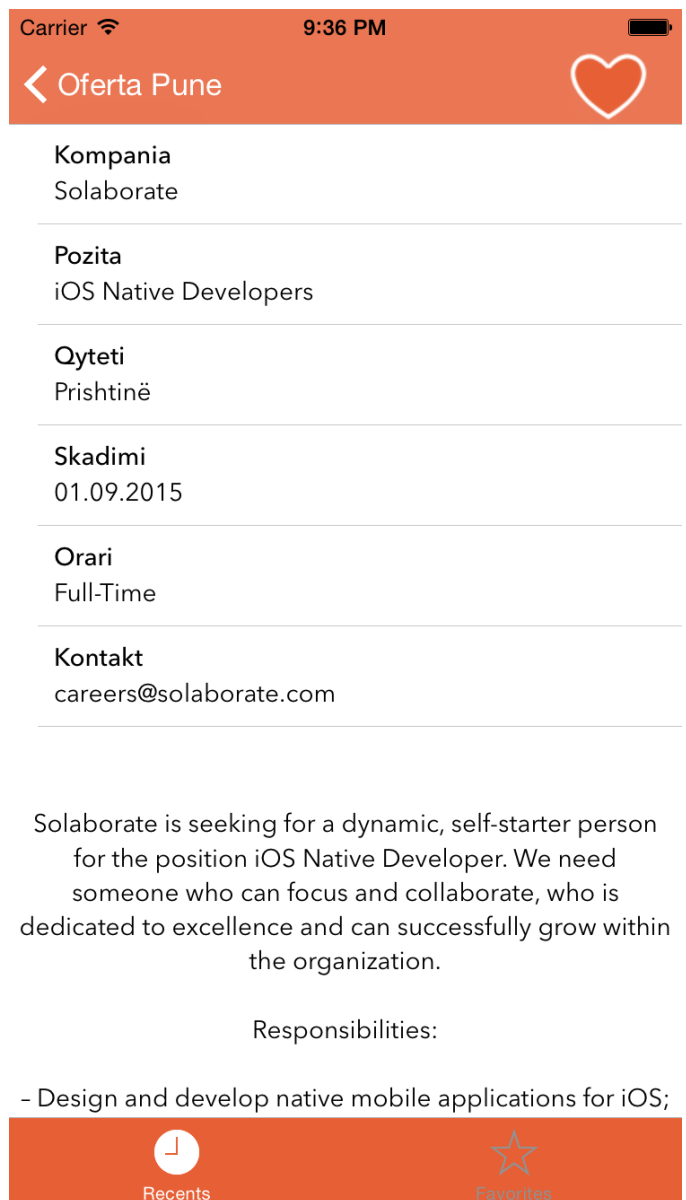 Carrier 9:36 PM
Oferta Pune
Kompania
Solaborate
Pozita
iOS Native Developers
Qyteti
Prishtinë
Skadimi
01.09.2015
Orari
Full-Time
Kontakt
careers@solaborate.com
Solaborate is seeking for a dynamic, self-starter person
for the position iOS Native Developer. We need
someone who can focus and collaborate, who is
dedicated to excellence and can successfully grow within
the organization.
Responsibilities:
– Design and develop native mobile applications for iOS;
Recents Favorites